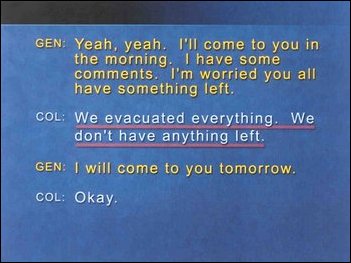 GEN: Yeah, yeah. I'll come to you in
the morning. I have some
comments. I'm worried you all
have something left.
COL: We evacuated everything. We
don't have anything left.
GEN: I will come to you tomorrow.
COL: Okay.